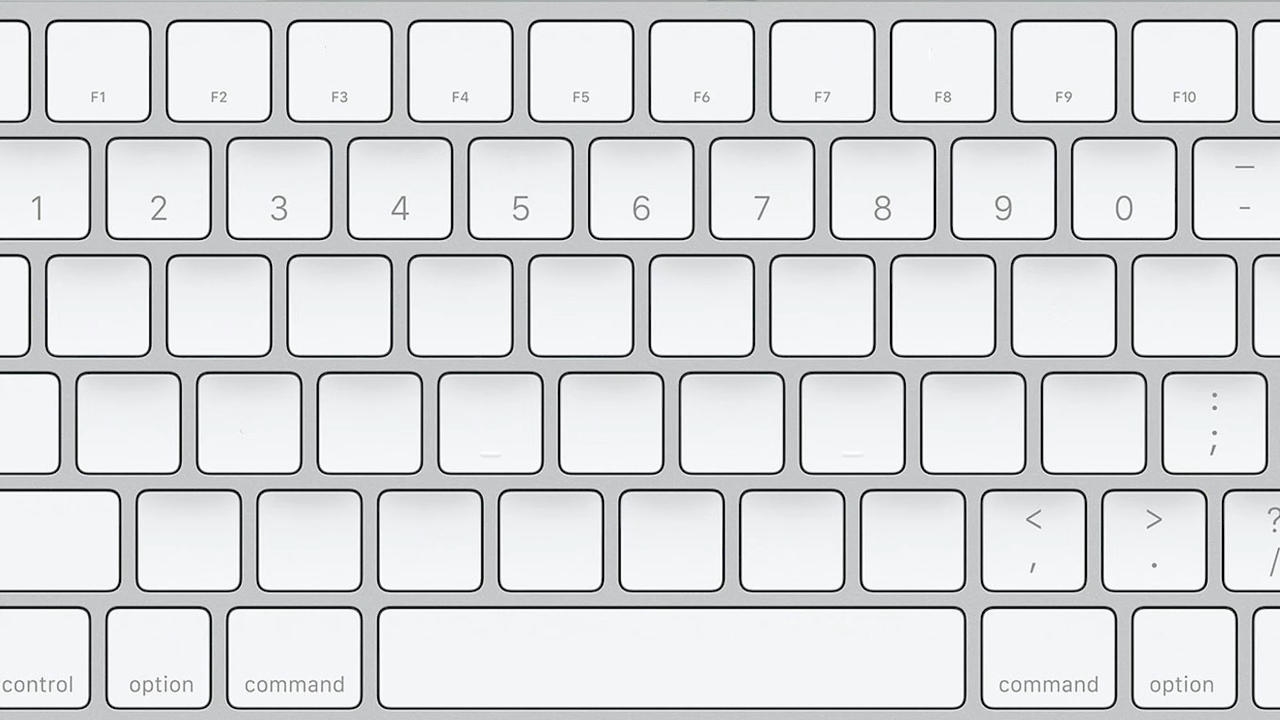 F1 F2 F3 F4 F5 F6 F7 F8 F9 F10
1 2 3 4 5 6 7 8 9 0 —
-
:
;
< > ?
, . /
control option command command option